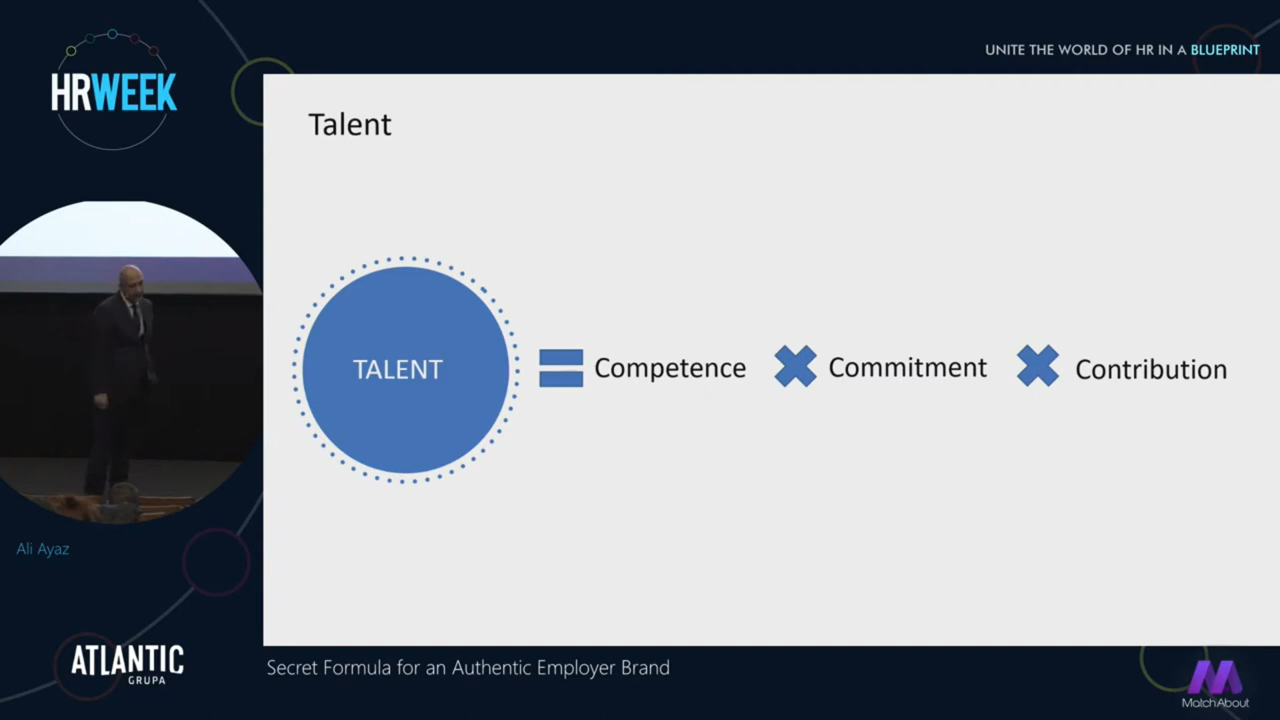 HRWEEK
UNITE THE WORLD OF HR IN A BLUEPRINT
Talent
TALENT = Competence ✖ Commitment ✖ Contribution
Ali Ayaz
ATLANTIC
GRUPA
Secret Formula for an Authentic Employer Brand
MatchAbout